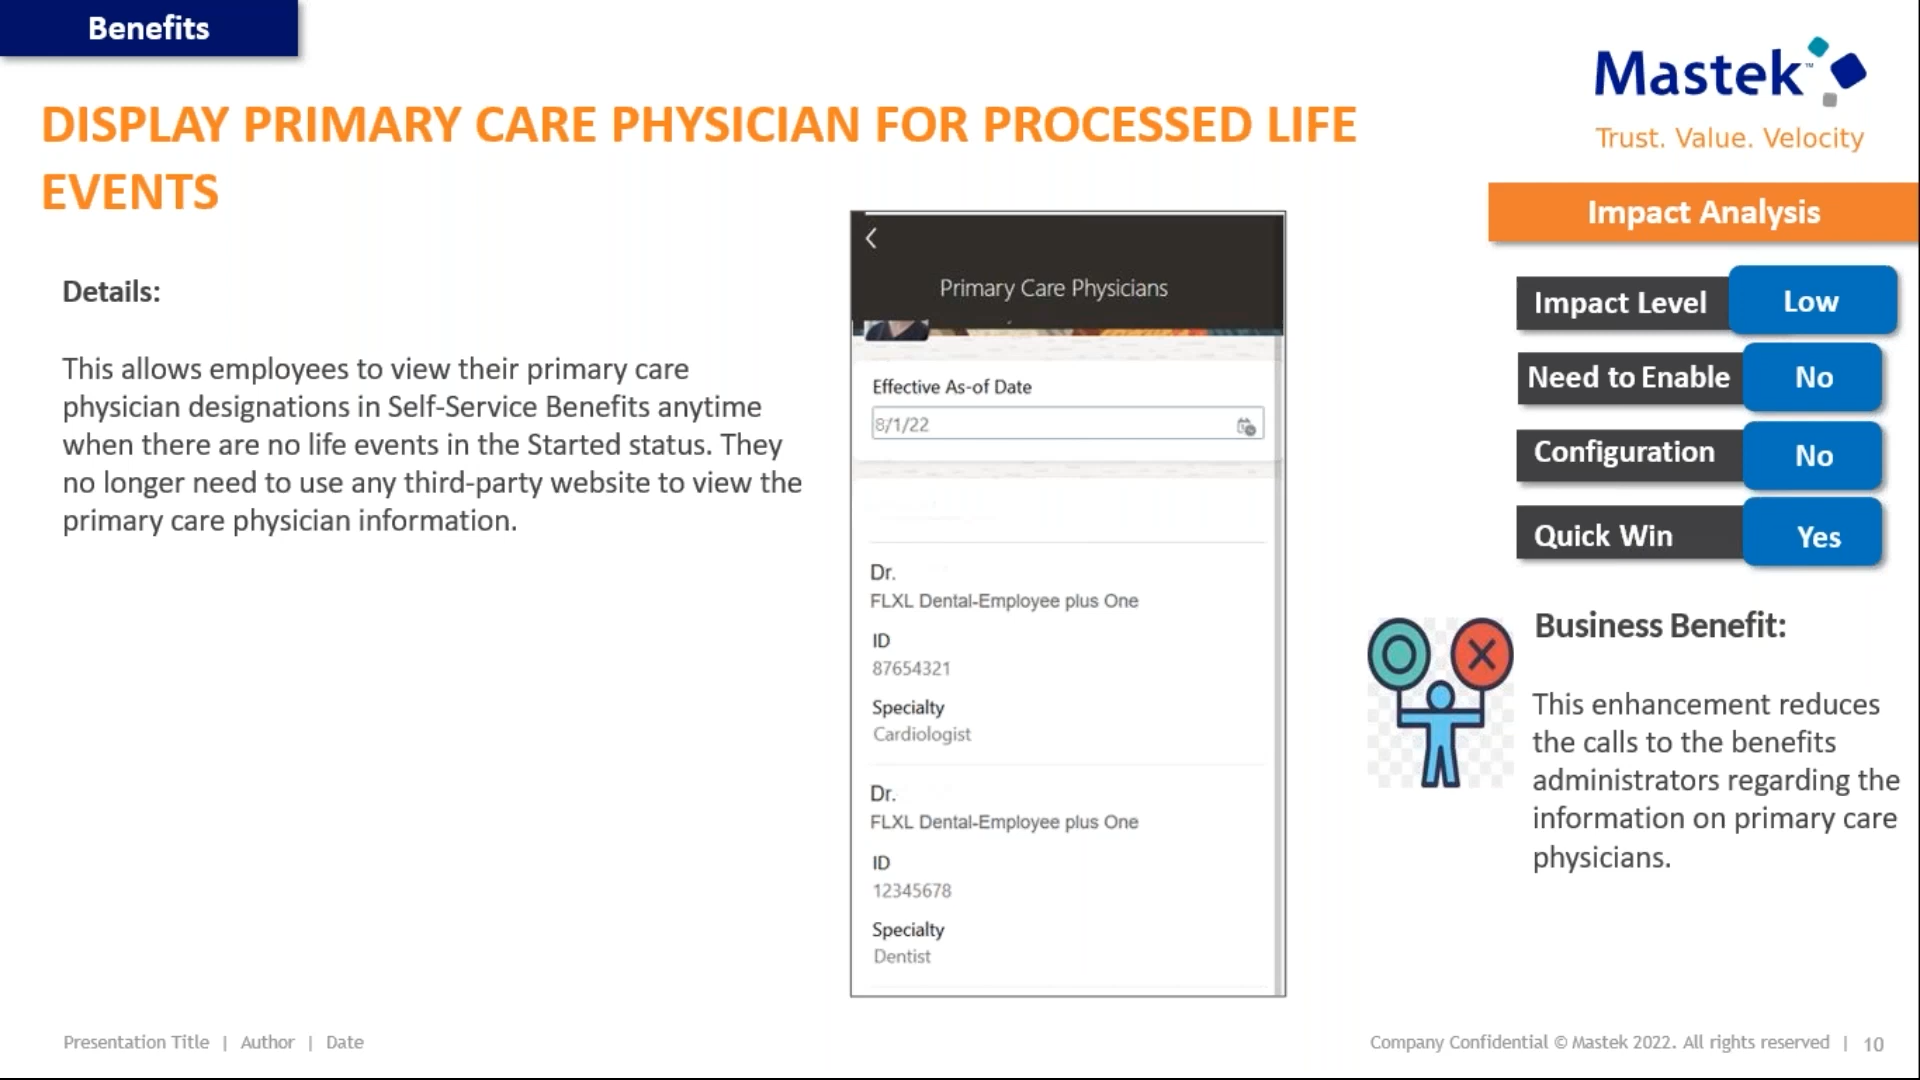 Benefits
Mastek™
Trust. Value. Velocity
DISPLAY PRIMARY CARE PHYSICIAN FOR PROCESSED LIFE
EVENTS
Details:
This allows employees to view their primary care
physician designations in Self-Service Benefits anytime
when there are no life events in the Started status. They
no longer need to use any third-party website to view the
primary care physician information.
Primary Care Physicians
Effective As-of Date
8/1/22
Dr.
FLXL Dental-Employee plus One
ID
87654321
Specialty
Cardiologist
Dr.
FLXL Dental-Employee plus One
ID
12345678
Specialty
Dentist
Impact Analysis
Impact Level Low
Need to Enable No
Configuration No
Quick Win Yes
Business Benefit:
This enhancement reduces
the calls to the benefits
administrators regarding the
information on primary care
physicians.
Presentation Title | Author | Date
Company Confidential © Mastek 2022. All rights reserved | 10